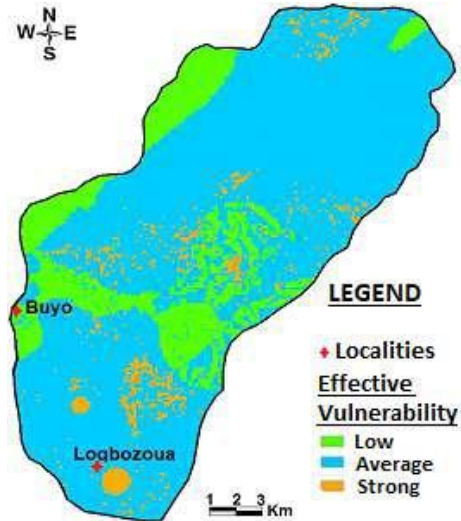 N
W E
S
Buyo
LEGEND
Localities
Effective
Vulnerability
Low
Average
Strong
Logbozoua
1 2 3
Km